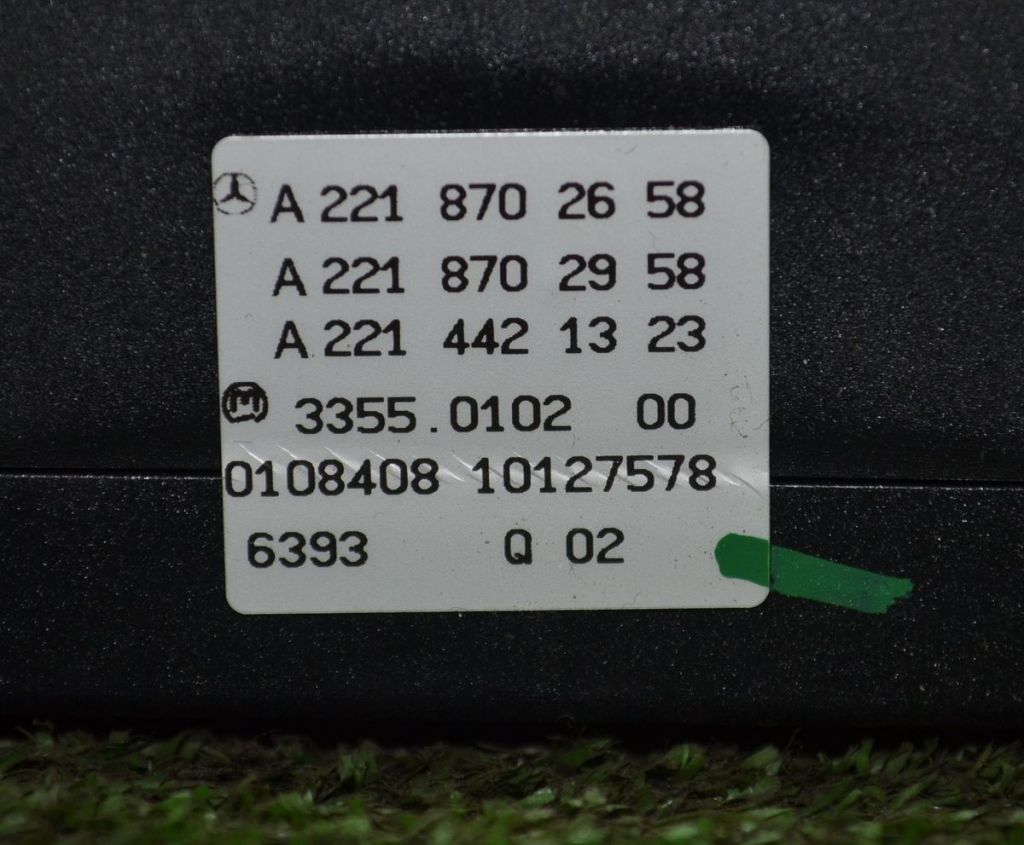 A 221 870 26 58
A 221 870 29 58
A 221 442 13 23
M 3355.0102 00
0108408 10127578
6393 Q 02